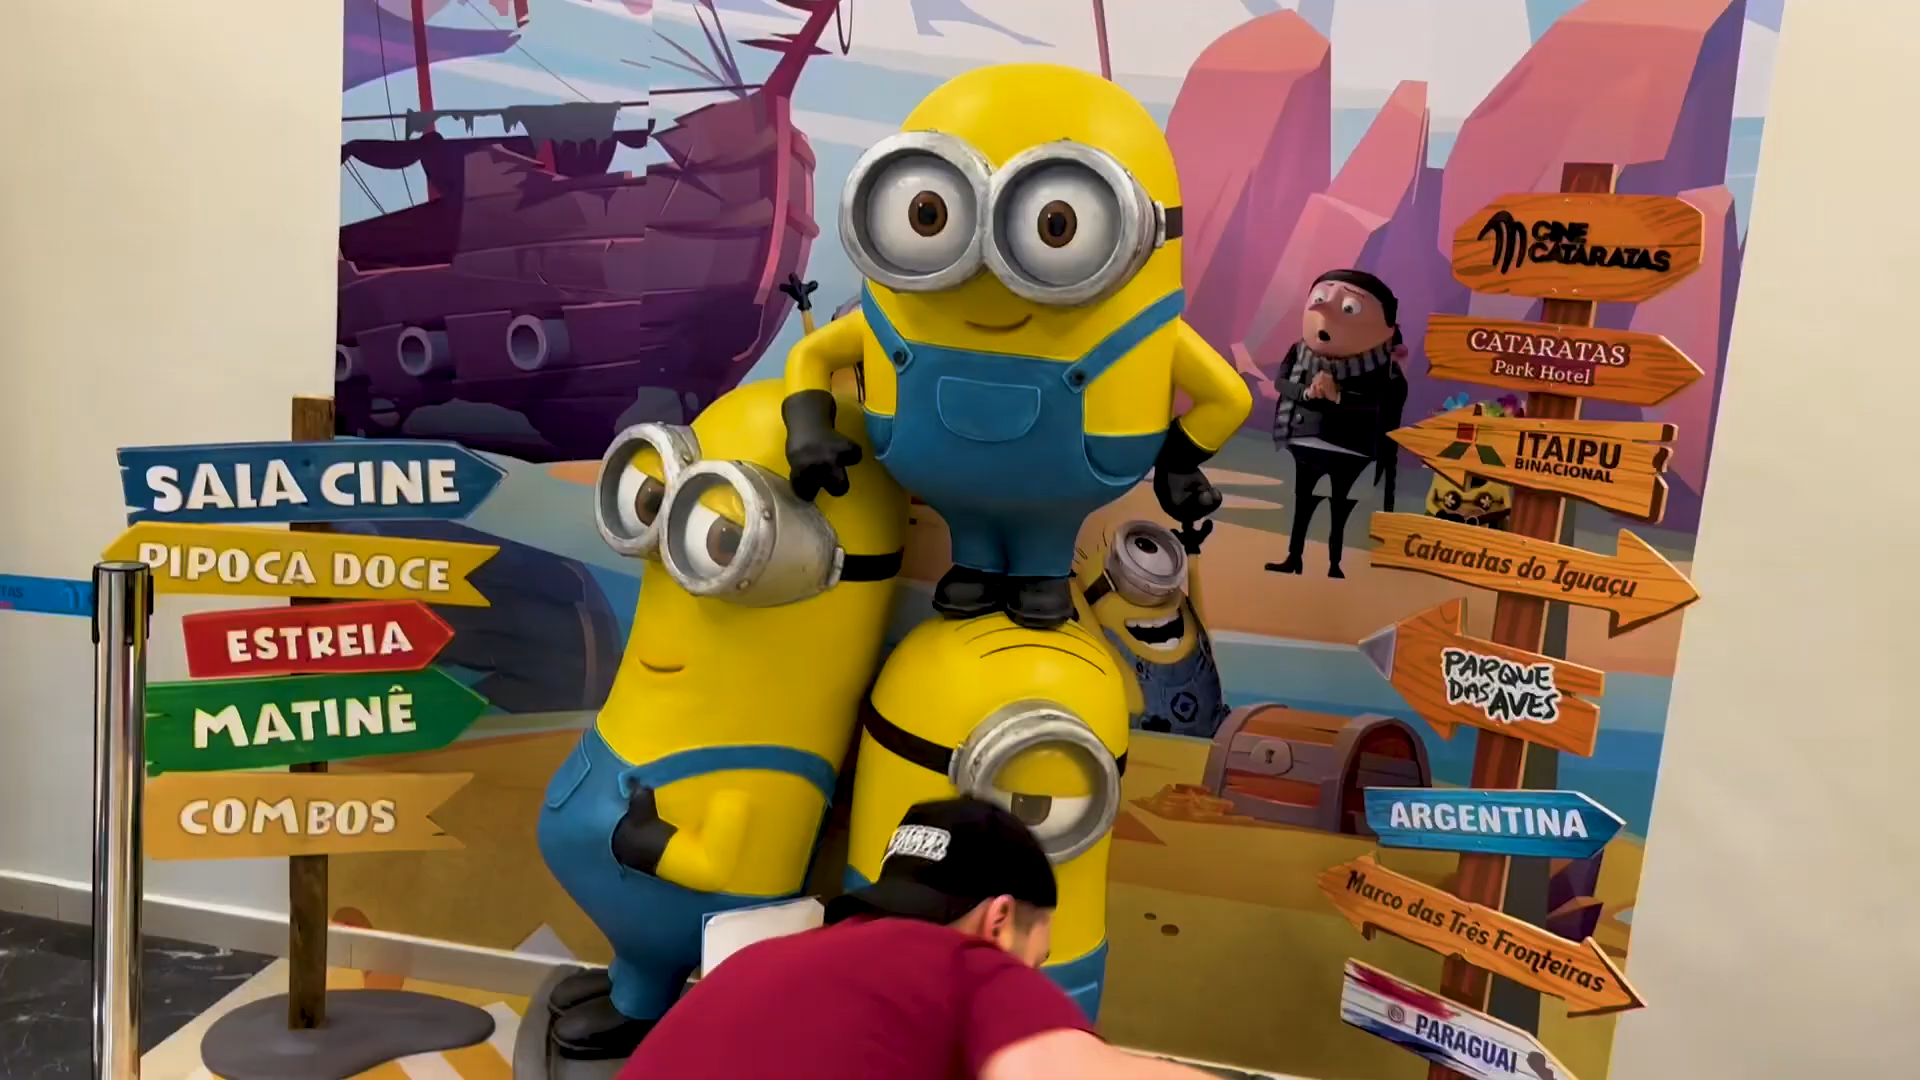 SALA CINE
PIPOCA DOCE
ESTREIA
MATINÊ
COMBOS
CINE
CATARATAS
CATARATAS
Park Hotel
ITAIPU
BINACIONAL
Cataratas do Iguaçu
PARQUE
DAS AVES
ARGENTINA
Marco das Três Fronteiras
PARAGUAI